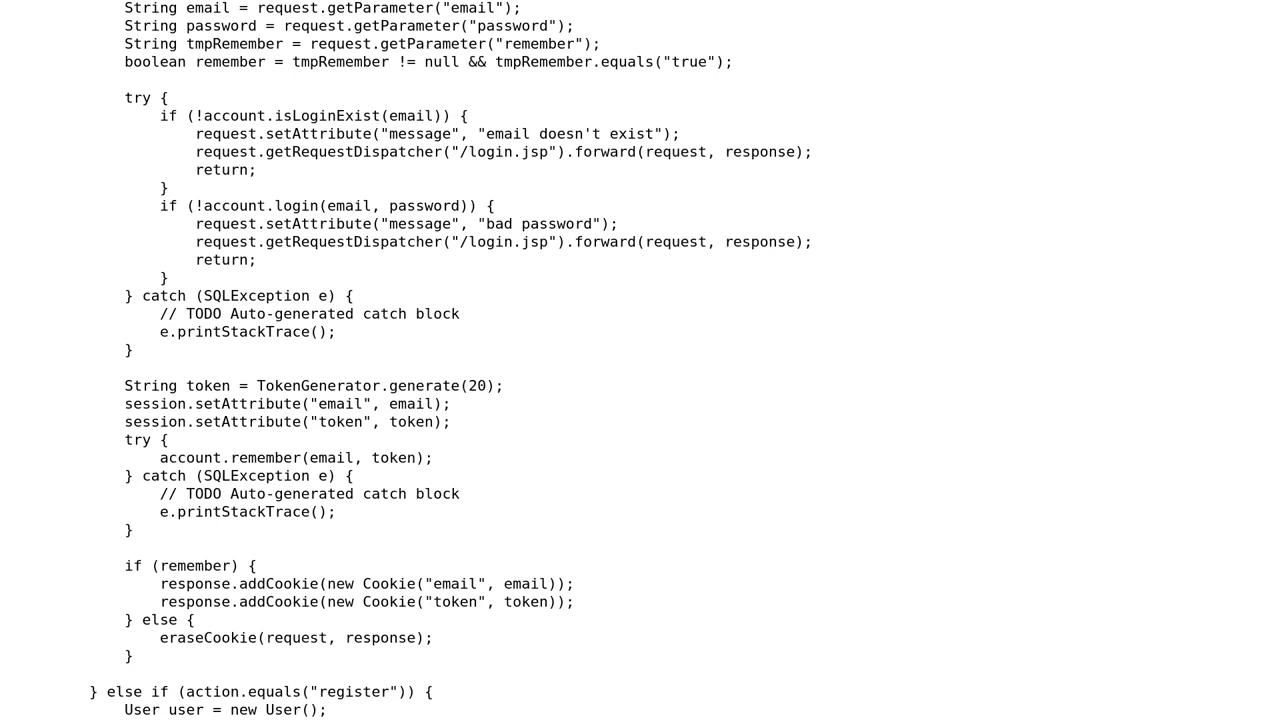 String email = request.getParameter("email");
String password = request.getParameter("password");
String tmpRemember = request.getParameter("remember");
boolean remember = tmpRemember != null && tmpRemember.equals("true");
try {
if (!account.isLoginExist(email)) {
request.setAttribute("message", "email doesn't exist");
request.getRequestDispatcher("/login.jsp").forward(request, response);
return;
}
if (!account.login(email, password)) {
request.setAttribute("message", "bad password");
request.getRequestDispatcher("/login.jsp").forward(request, response);
return;
}
} catch (SQLException e) {
// TODO Auto-generated catch block
e.printStackTrace();
}
String token = TokenGenerator.generate(20);
session.setAttribute("email", email);
session.setAttribute("token", token);
try {
account.remember(email, token);
} catch (SQLException e) {
// TODO Auto-generated catch block
e.printStackTrace();
}
if (remember) {
response.addCookie(new Cookie("email", email));
response.addCookie(new Cookie("token", token));
} else {
eraseCookie(request, response);
}
} else if (action.equals("register")) {
User user = new User();